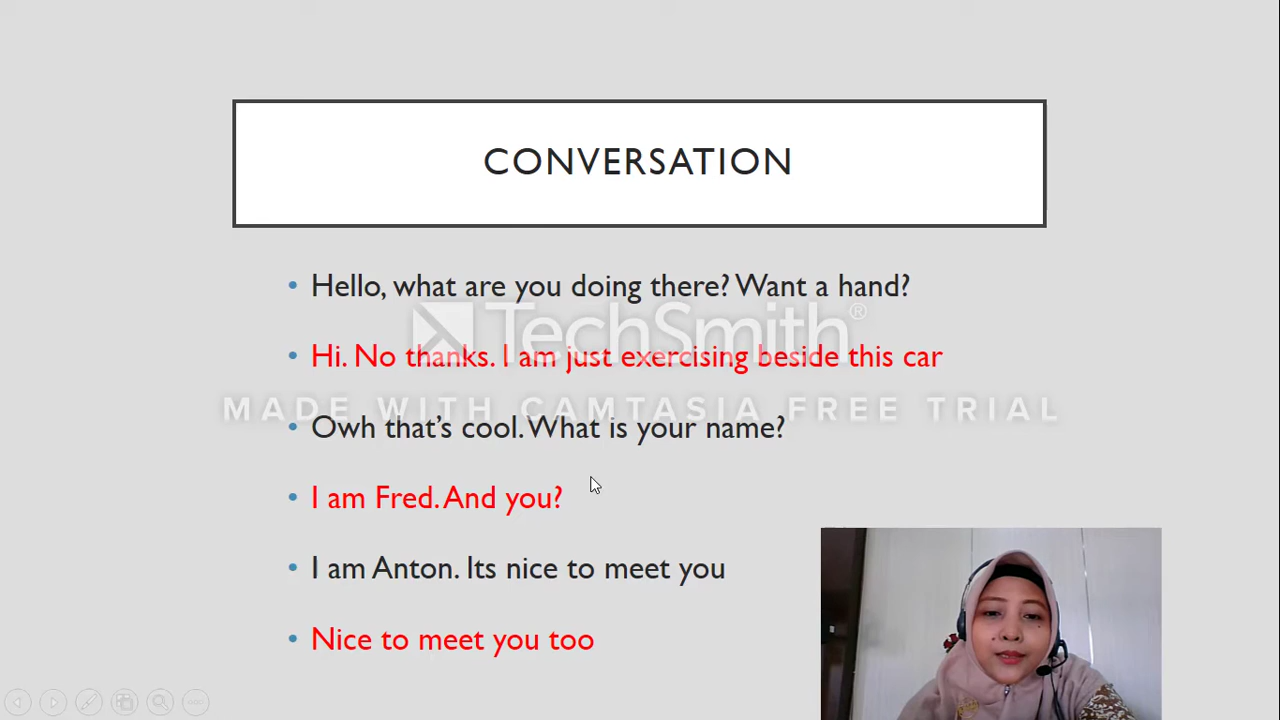 CONVERSATION
Hello, what are you doing there? Want a hand?
TechSmith®
Hi. No thanks. I am just exercising beside this car
MADE WITH CAMTASIA FREE TRIAL
Owh that's cool. What is your name?
I am Fred. And you?
I am Anton. Its nice to meet you
Nice to meet you too